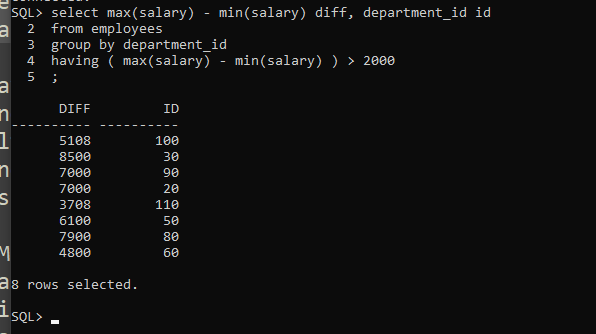 SQL> select max(salary) - min(salary) diff, department_id id
2 from employees
3 group by department_id
4 having ( max(salary) - min(salary) ) > 2000
5 ;
DIFF ID
---------- ----------
5108 100
8500 30
7000 90
7000 20
3708 110
6100 50
7900 80
4800 60
8 rows selected.
SQL>